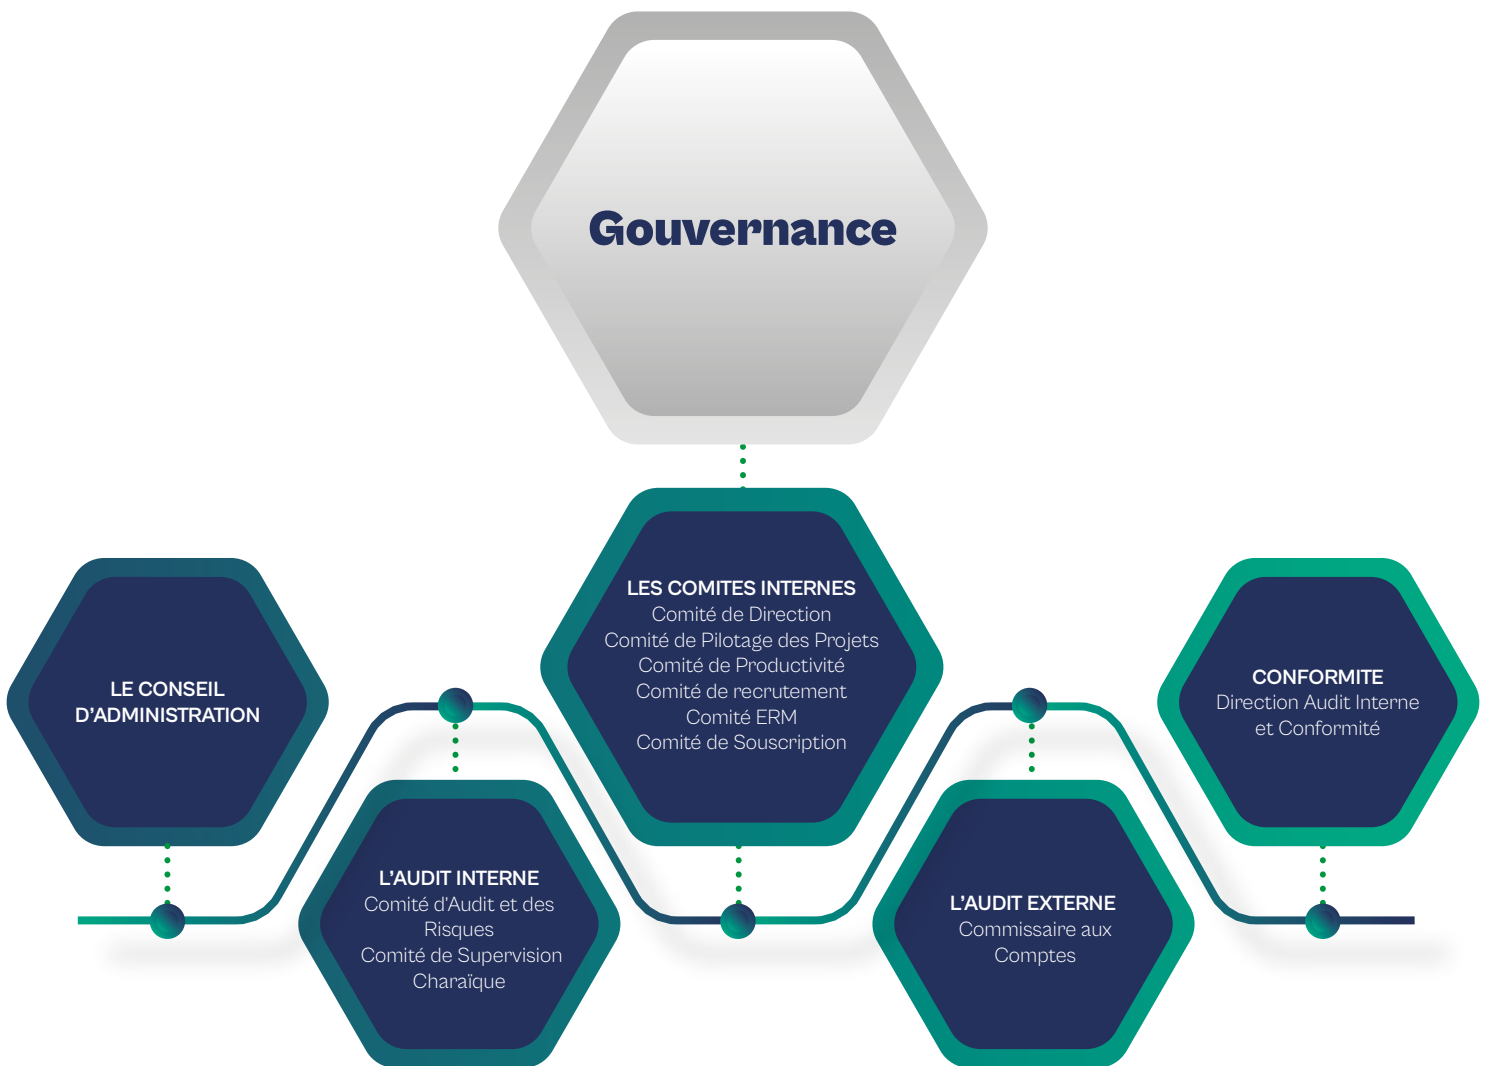 Gouvernance
LE CONSEIL
D'ADMINISTRATION
L'AUDIT INTERNE
Comité d'Audit et des
Risques
Comité de Supervision
Charaïque
LES COMITES INTERNES
Comité de Direction
Comité de Pilotage des Projets
Comité de Productivité
Comité de recrutement
Comité ERM
Comité de Souscription
L'AUDIT EXTERNE
Commissaire aux
Comptes
CONFORMITE
Direction Audit Interne
et Conformité